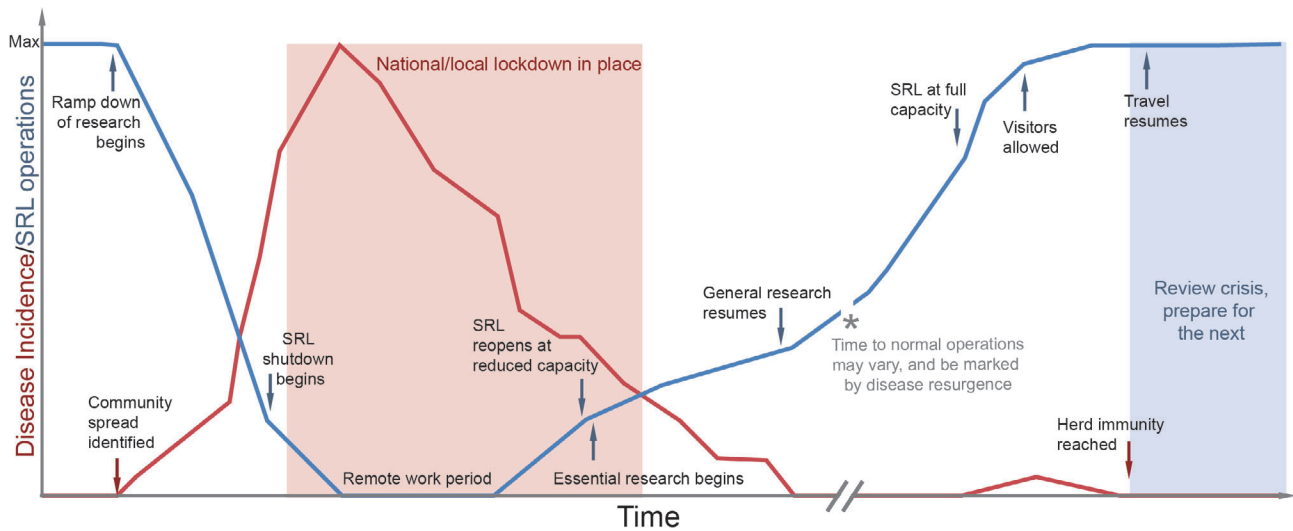 Disease Incidence/SRL operations
Max
Ramp down
of research
begins
Community
spread
identified
SRL
shutdown
begins
National/local lockdown in place
Remote work period
SRL
reopens at
reduced capacity
Essential research begins
General research
resumes
*
Time to normal operations
may vary, and be marked
by disease resurgence
SRL at full
capacity
Visitors
allowed
Herd immunity
reached
Travel
resumes
Review crisis,
prepare for
the next
Time